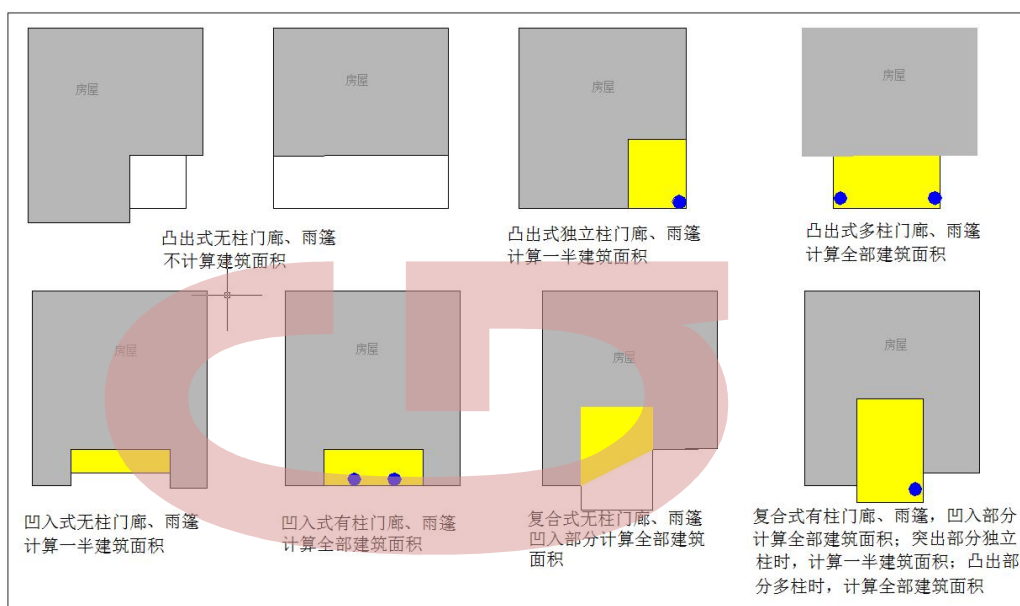 房屋
房屋
房屋
房屋
凸出式无柱门廊、雨篷
不计算建筑面积
凸出式独立柱门廊、雨篷
计算一半建筑面积
凸出式多柱门廊、雨篷
计算全部建筑面积
房屋
房屋
房屋
凹入式无柱门廊、雨篷
计算一半建筑面积
凹入式有柱门廊、雨篷
计算全部建筑面积
复合式无柱门廊、雨篷
凹入部分计算全部建筑
面积
复合式有柱门廊、雨篷，凹入部分
计算全部建筑面积；突出部分独立
柱时，计算一半建筑面积；凸出部
分多柱时，计算全部建筑面积